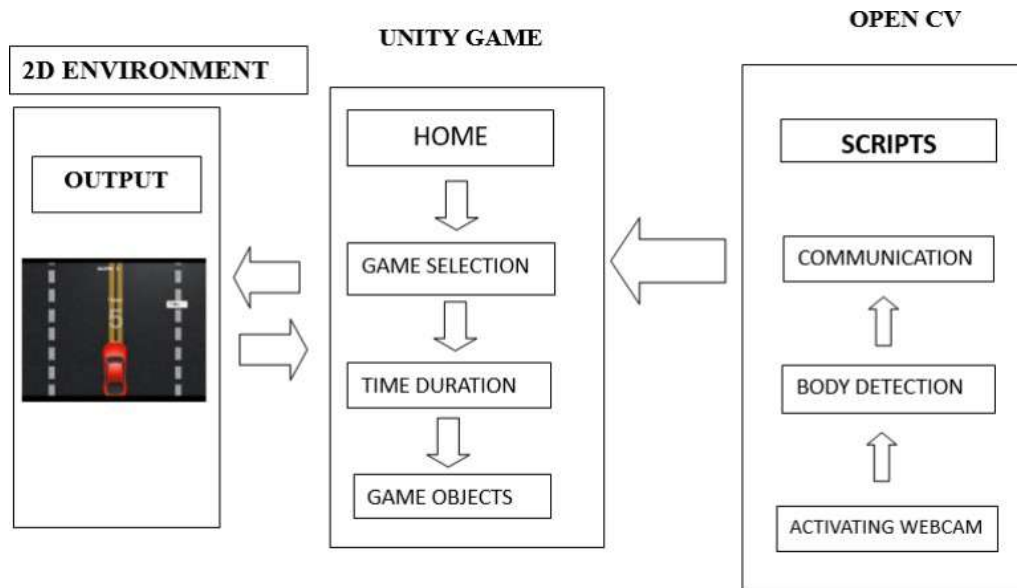 OPEN CV
UNITY GAME
2D ENVIRONMENT
OUTPUT
5
HOME
GAME SELECTION
TIME DURATION
GAME OBJECTS
SCRIPTS
COMMUNICATION
BODY DETECTION
ACTIVATING WEBCAM